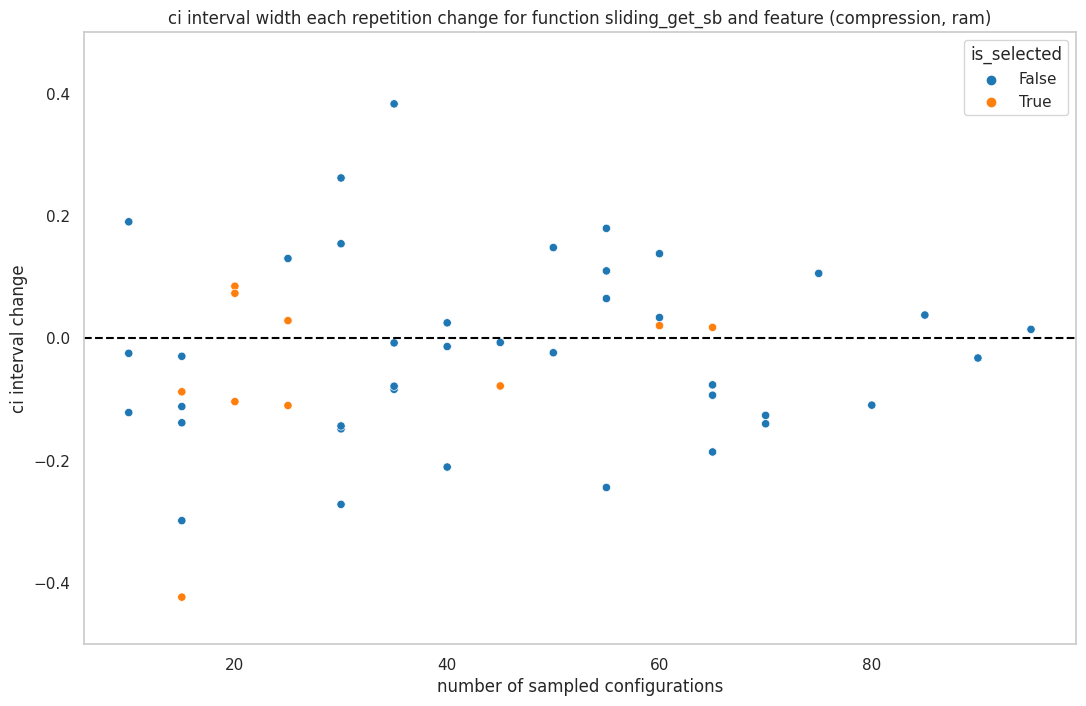 ci interval width each repetition change for function sliding_get_sb and feature (compression, ram)
is_selected
False
True
0.4
0.2
0.0
−0.2
−0.4
ci interval change
20
40
60
80
number of sampled configurations